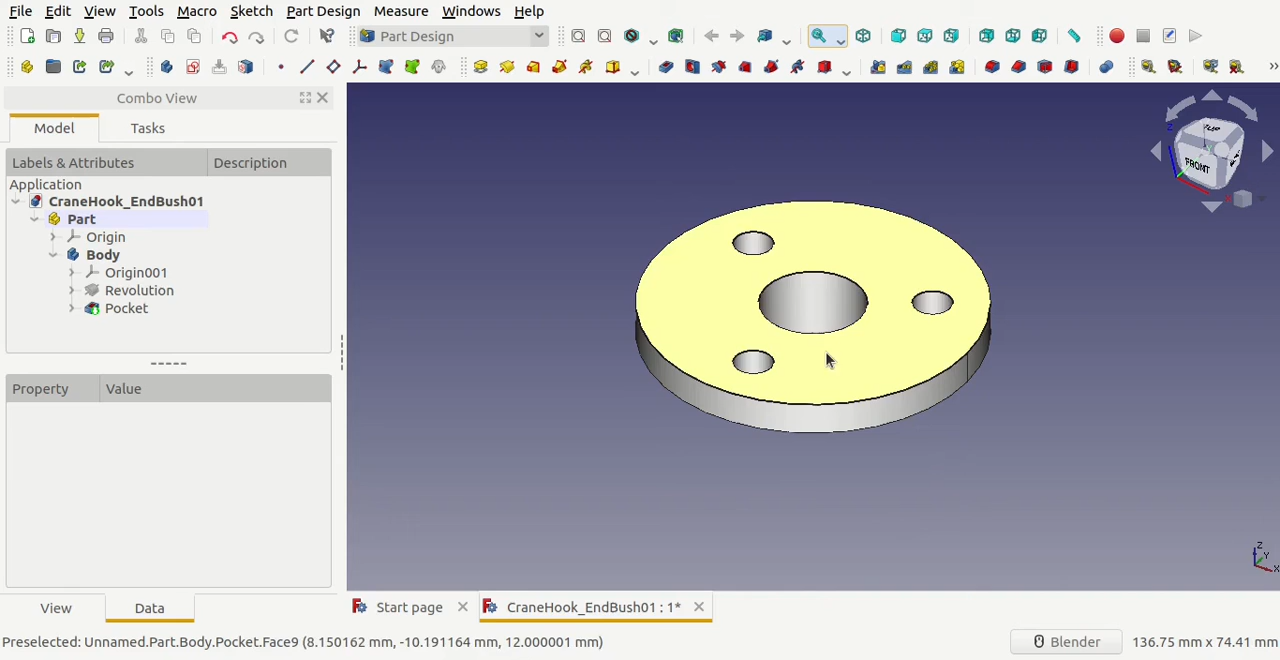 File Edit View Tools Macro Sketch Part Design Measure Windows Help
Part Design
Combo View
Model Tasks
Labels & Attributes Description
Application
CraneHook_EndBush01
Part
Origin
Body
Origin001
Revolution
Pocket
Property Value
FRONT
Z
Z
Y
X
View Data
Start page CraneHook_EndBush01 : 1*
Preselected: Unnamed.Part.Body.Pocket.Face9 (8.150162 mm, -10.191164 mm, 12.000001 mm) Blender 136.75 mm x 74.41 mm